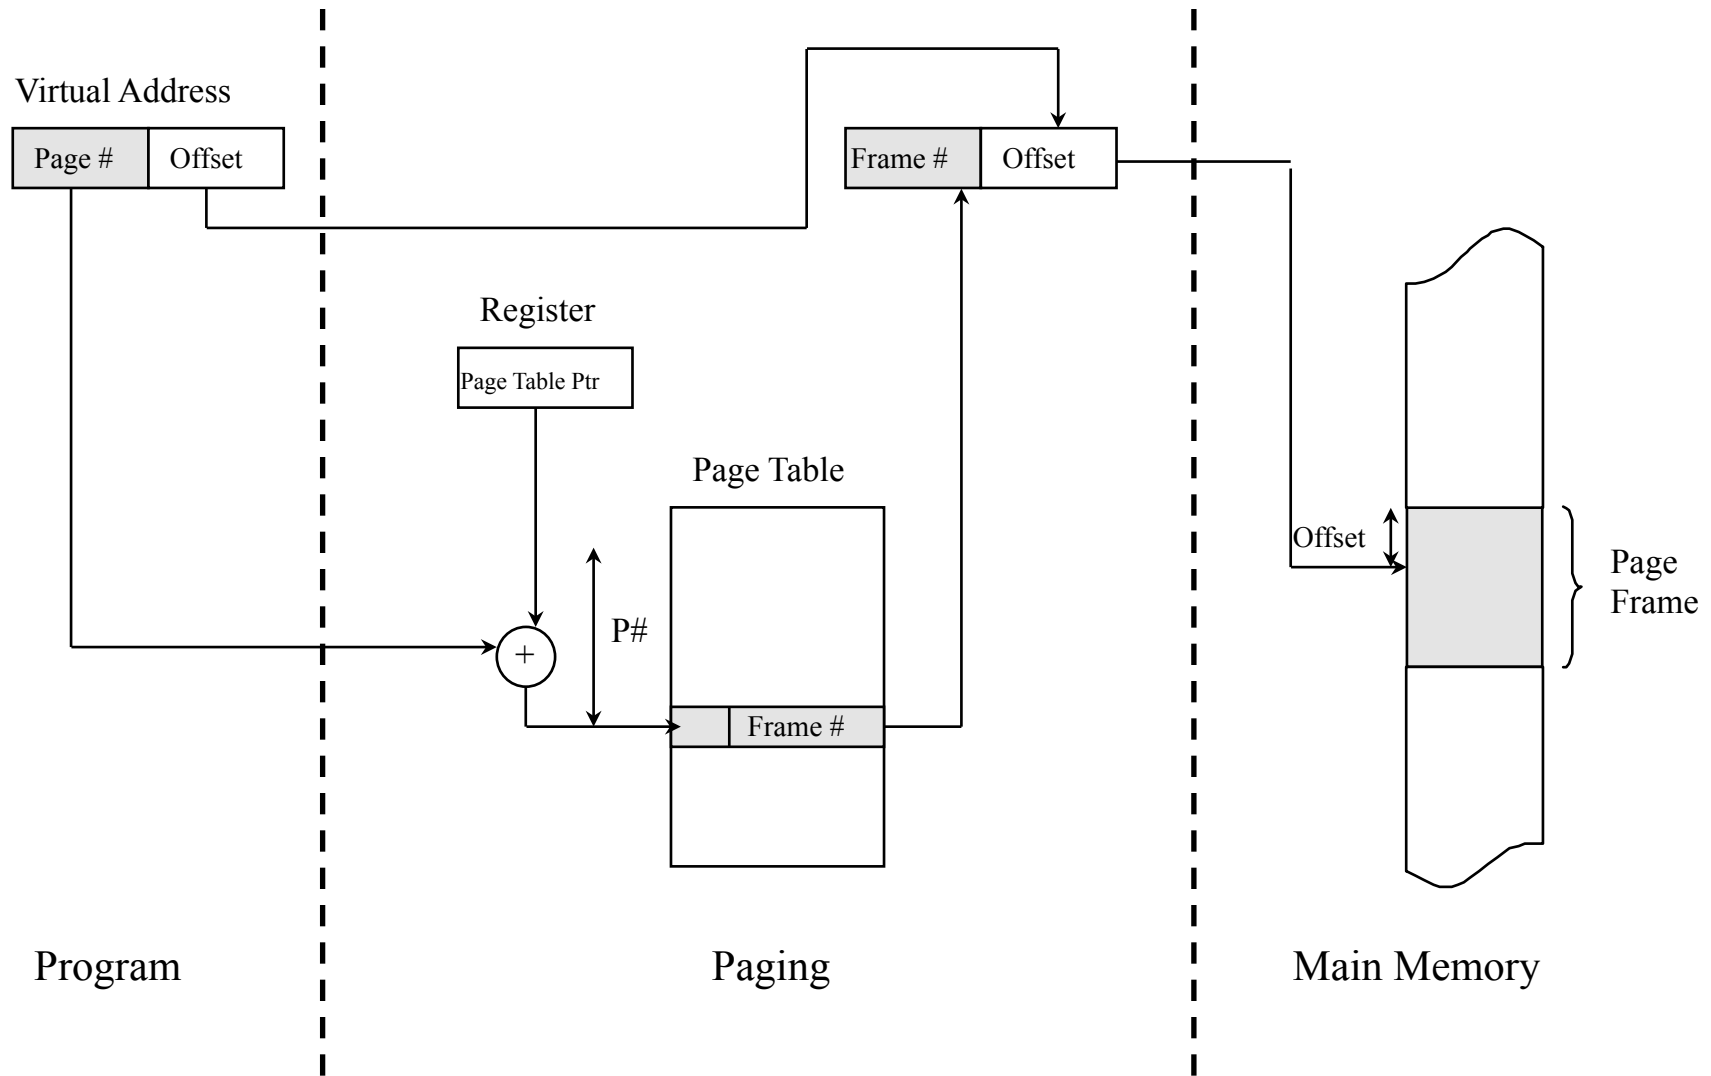 Virtual Address
Page #
Offset
Frame #
Offset
Register
Page Table Ptr
Page Table
Offset
Page
Frame
P#
+
Frame #
Program
Paging
Main Memory